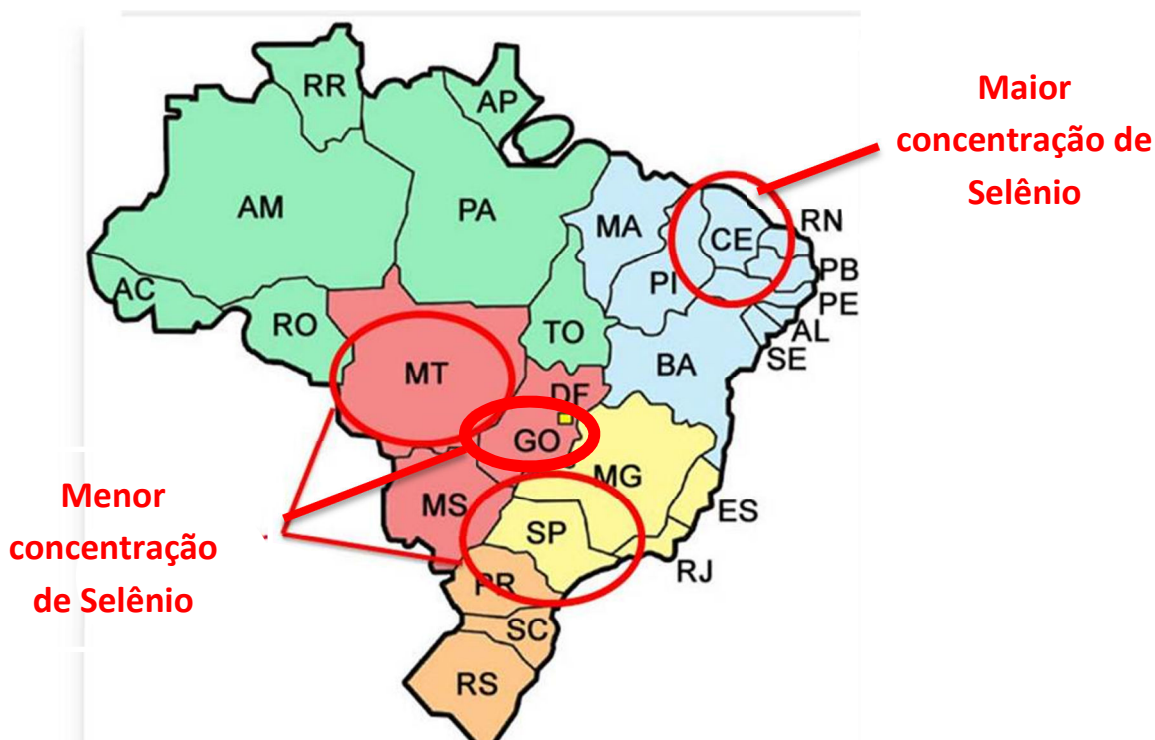 Maior
concentração de
Selênio
RR
AP
AM
PA
MA
CE
RN
PI
PB
PE
AC
RO
TO
AL
SE
BA
MT
DF
GO
MG
MS
ES
SP
RJ
PR
SC
RS
Menor
concentração
de Selênio